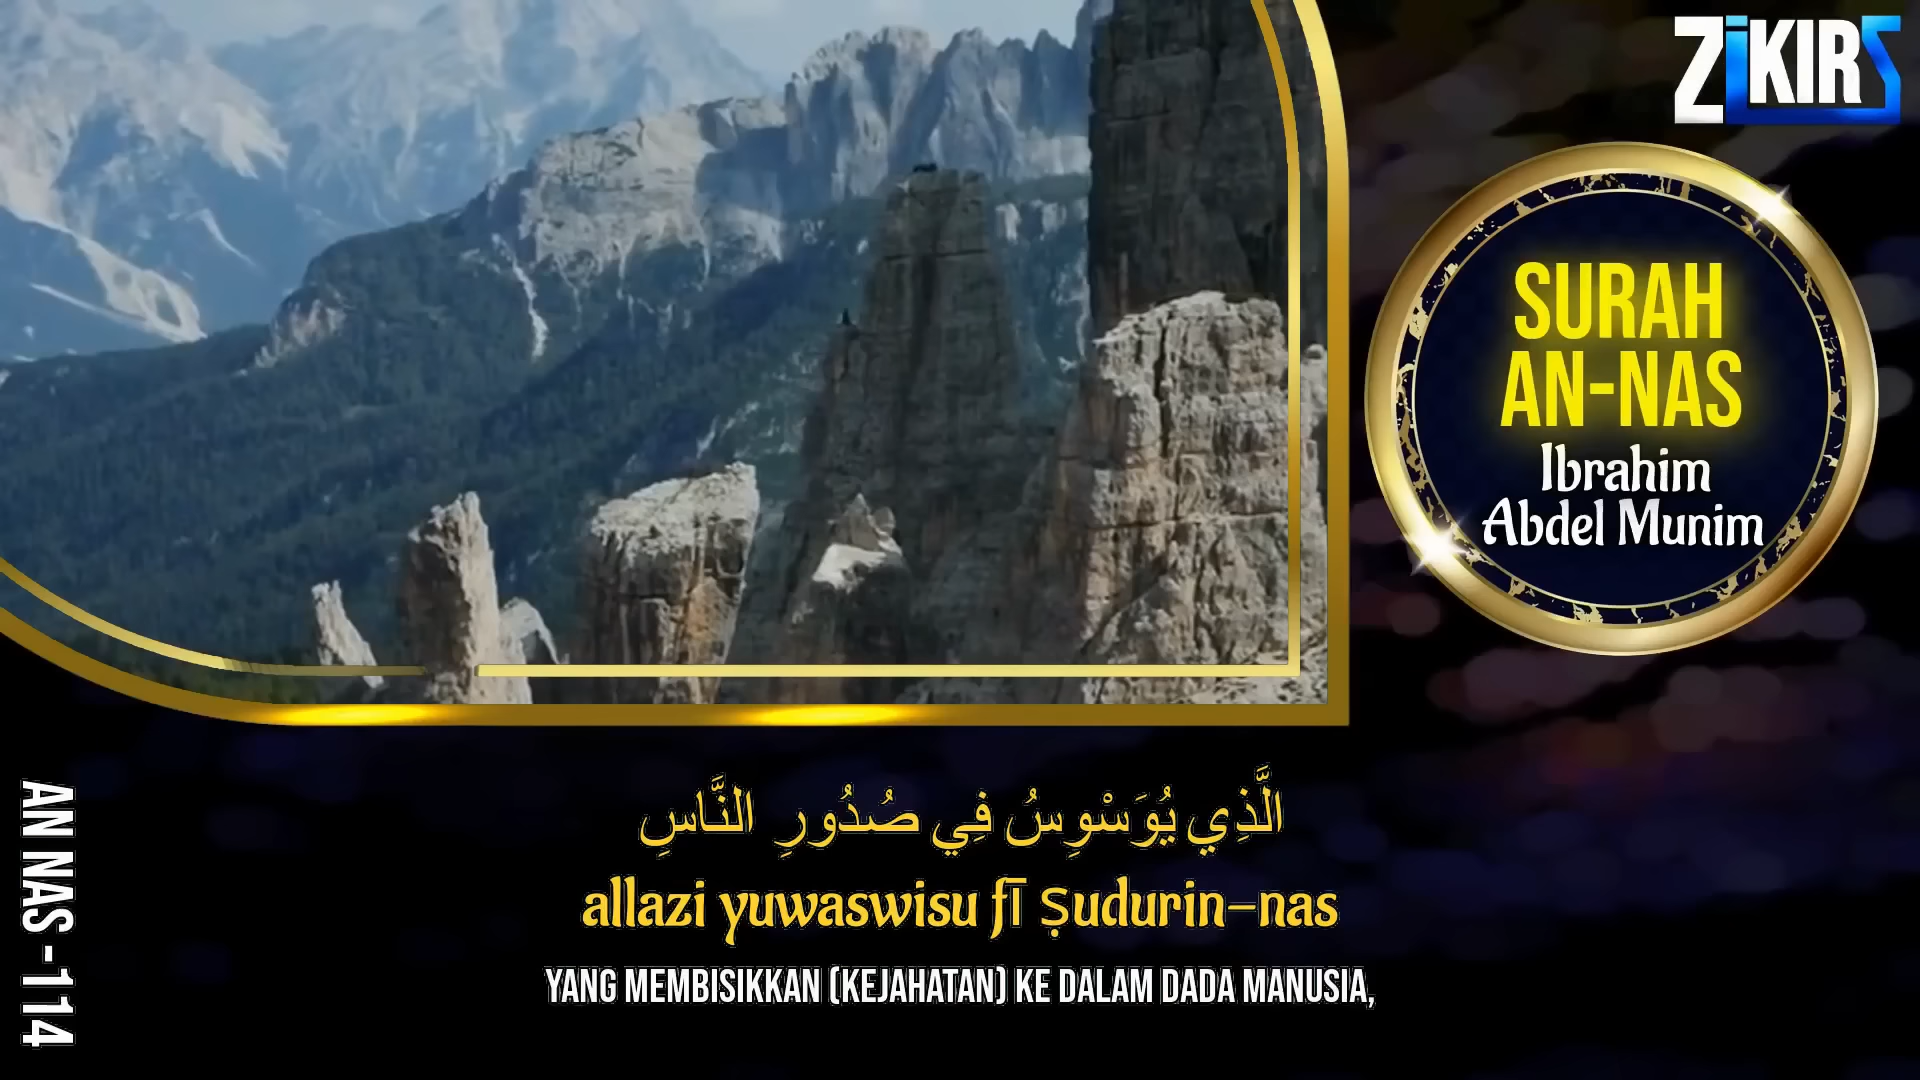 ZiKIRS
SURAH
AN-NAS
Ibrahim
Abdel Munim
الَّذِي يُوَسْوِسُ فِي صُدُورِ النَّاسِ
allazi yuwaswisu fī ṣudurin-nas
YANG MEMBISIKKAN (KEJAHATAN) KE DALAM DADA MANUSIA,
AN NAS -114